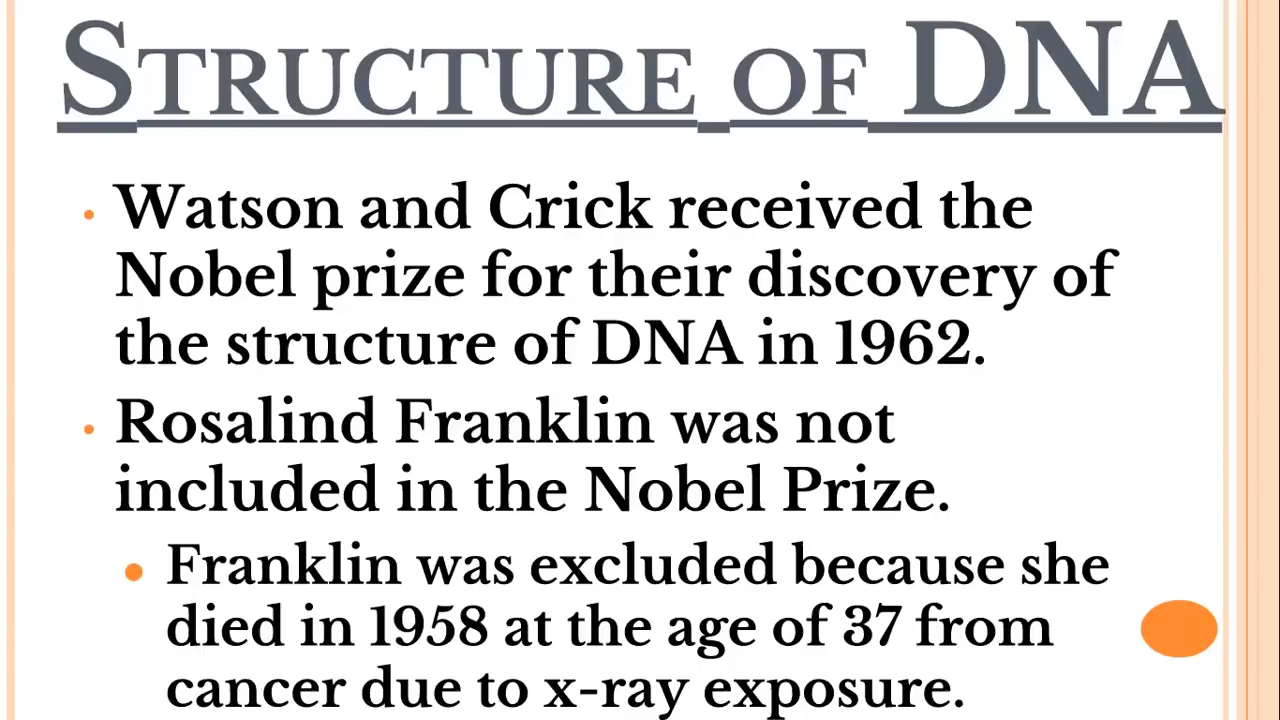 STRUCTURE OF DNA
• Watson and Crick received the
Nobel prize for their discovery of
the structure of DNA in 1962.
• Rosalind Franklin was not
included in the Nobel Prize.
• Franklin was excluded because she
died in 1958 at the age of 37 from
cancer due to x-ray exposure.